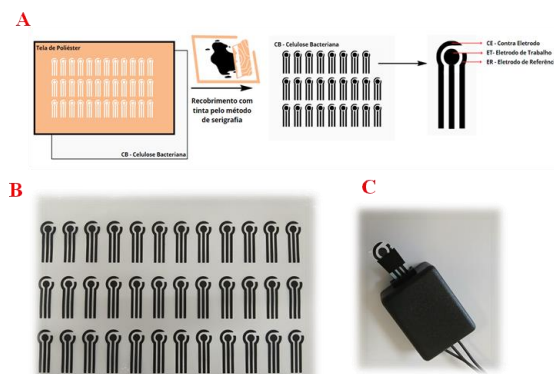 A
Tela de Poliéster
CB - Celulose Bacteriana
Recobrimento com
tinta pelo método
de serigrafia
CB - Celulose Bacteriana
CE - Contra Eletrodo
ET- Eletrodo de Trabalho
ER - Eletrodo de Referênci
B
C